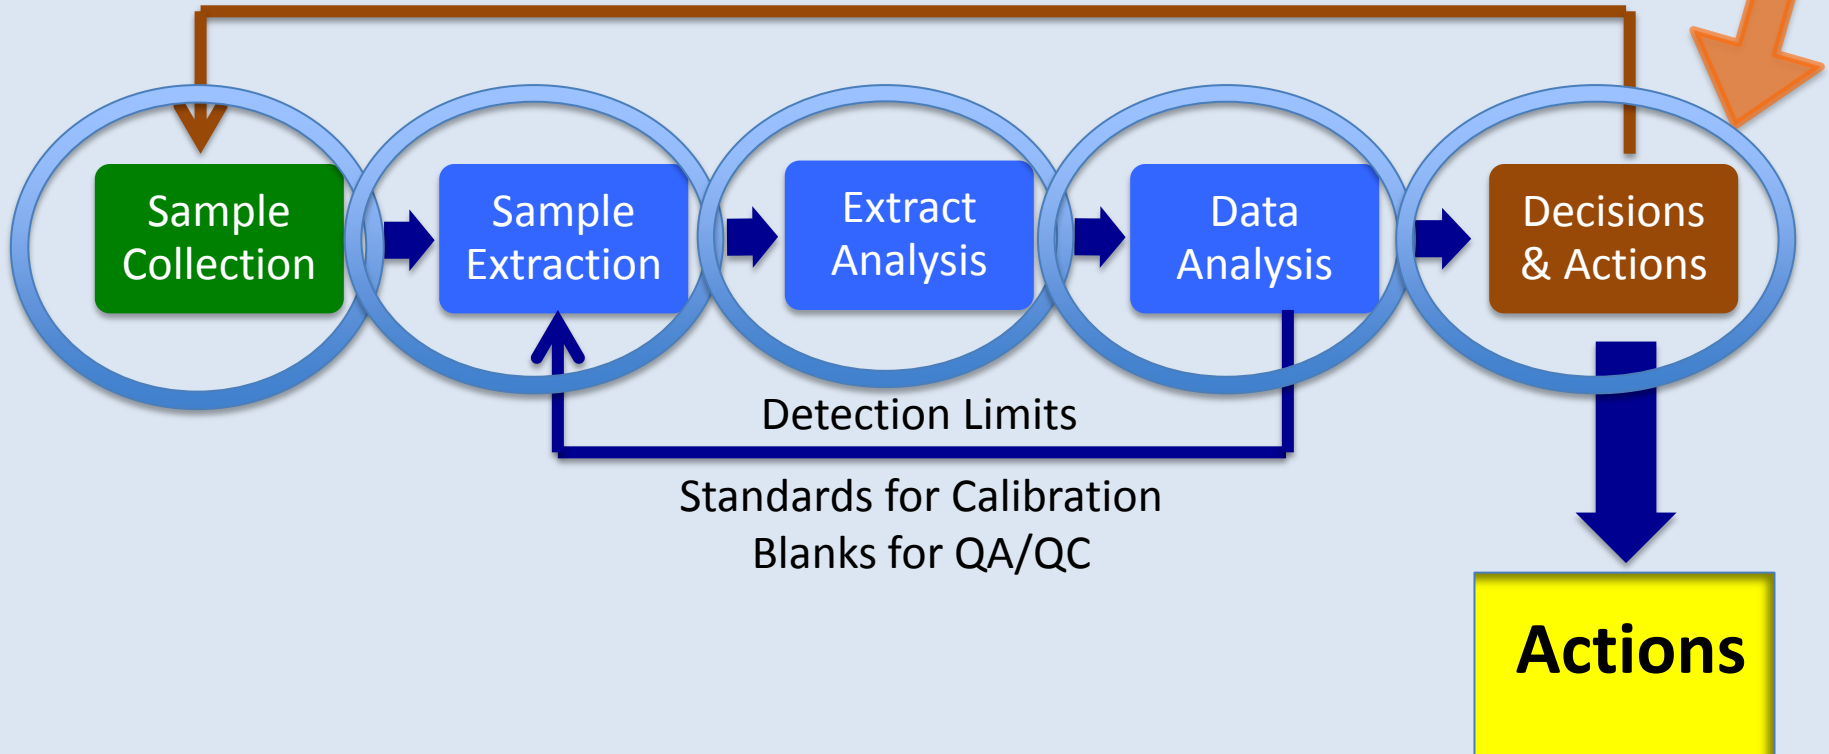 Sample
Collection
Sample
Extraction
Extract
Analysis
Data
Analysis
Decisions
& Actions
Detection Limits
Standards for Calibration
Blanks for QA/QC
Actions